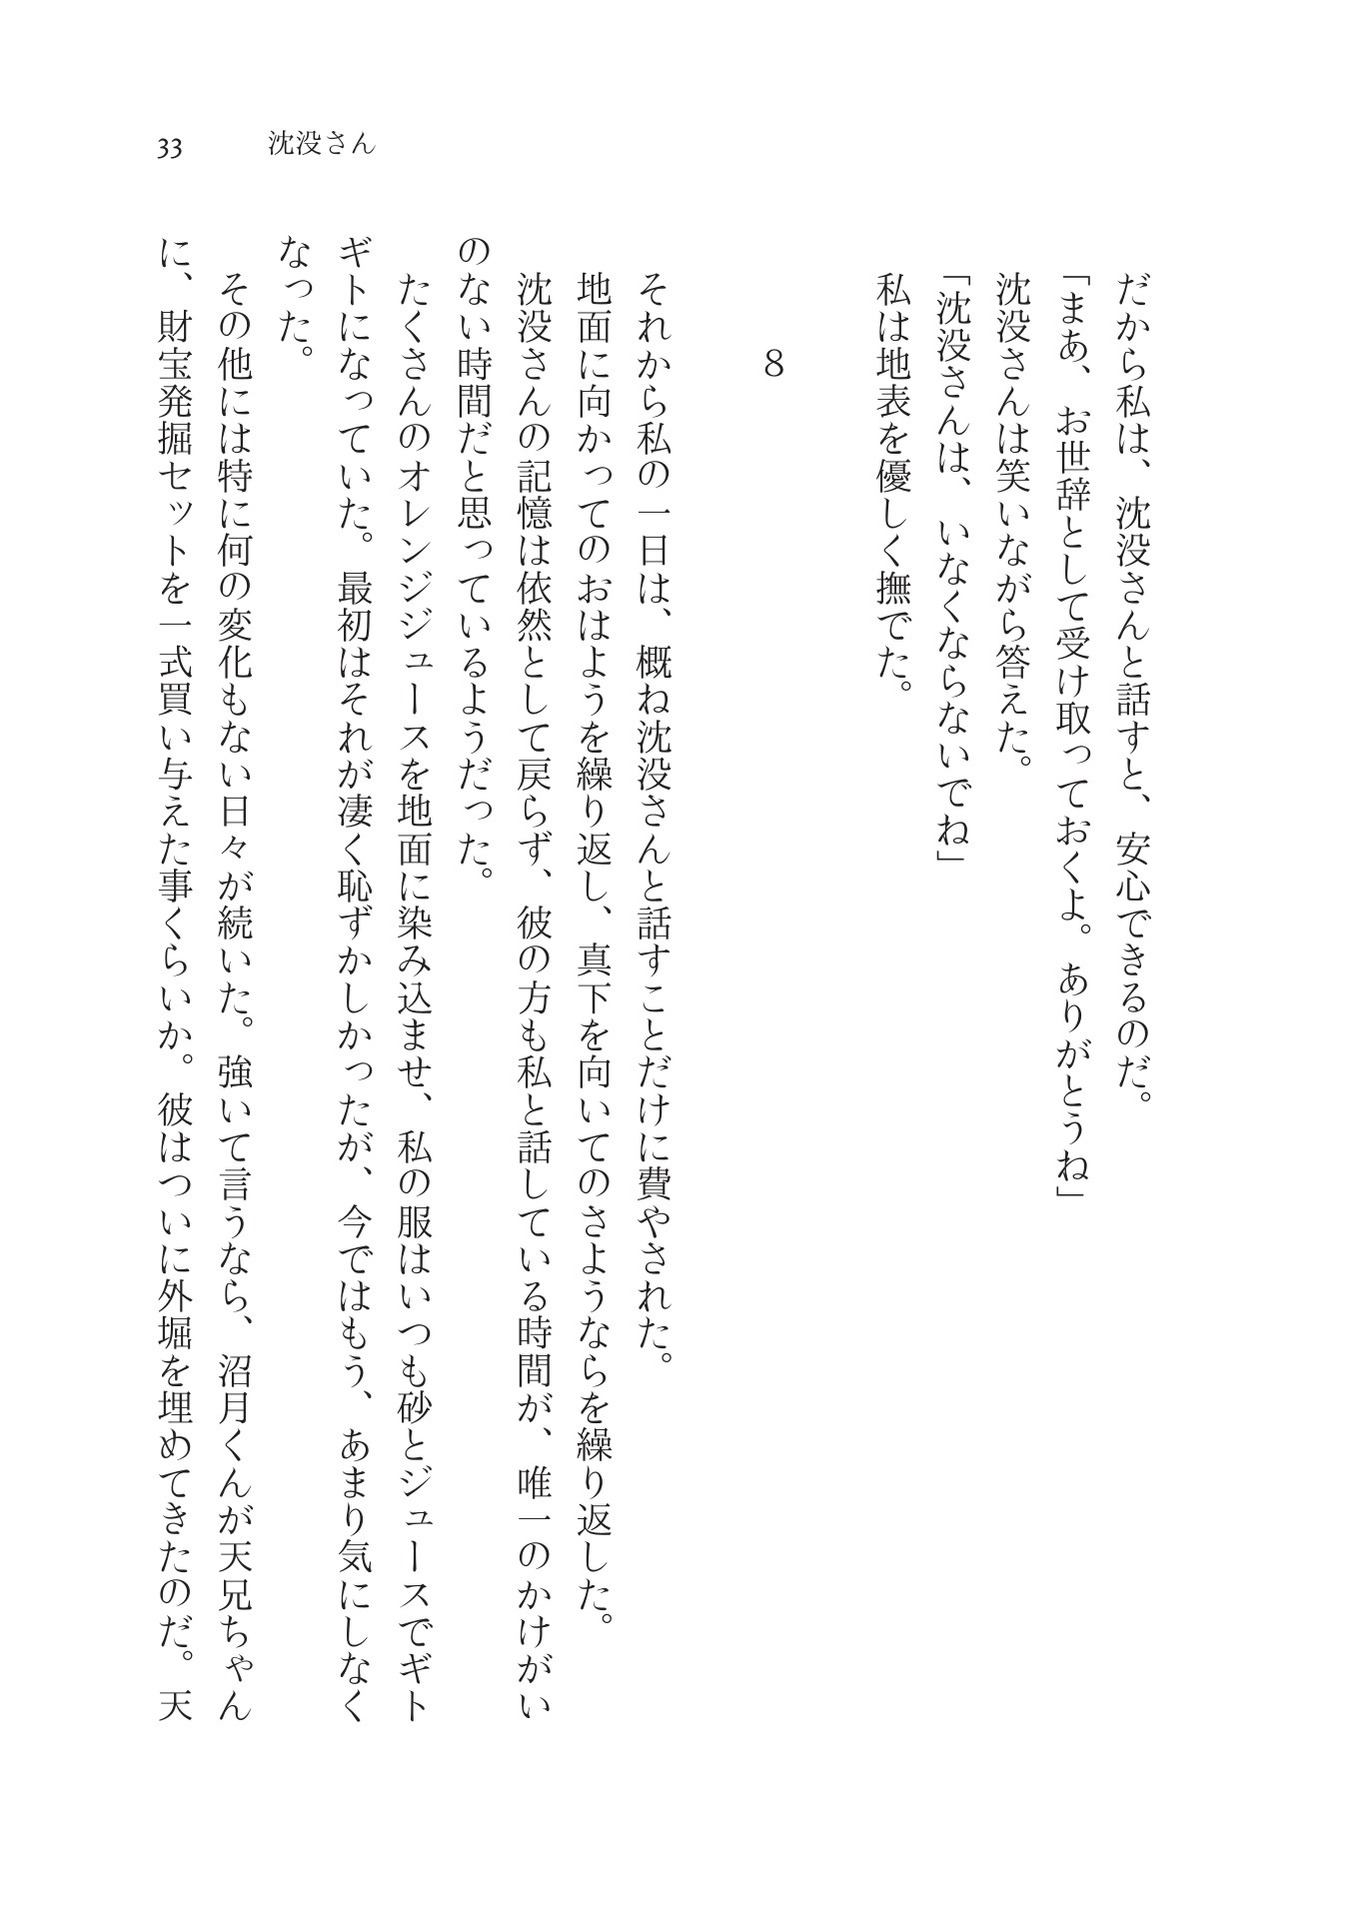 33
沈没さん
だから私は、沈没さんと話すと、安心できるのだ。
「まあ、お世辞として受け取っておくよ。ありがとうね」
沈没さんは笑いながら答えた。
「沈没さんは、いなくならないでね」
私は地表を優しく撫でた。
8
それから私の一日は、概ね沈没さんと話すことだけに費やされた。
地面に向かってのおはようを繰り返し、真下を向いてのさようならを繰り返した。
沈没さんの記憶は依然として戻らず、彼の方も私と話している時間が、唯一のかけがい
のない時間だと思っているようだった。
たくさんのオレンジジュースを地面に染み込ませ、私の服はいつも砂とジュースでギト
ギトになっていた。最初はそれが凄く恥ずかしかったが、今ではもう、あまり気にしなく
なった。
その他には特に何の変化もない日々が続いた。強いて言うなら、沼月くんが天兄ちゃん
に、財宝発掘セットを一式買い与えた事くらいか。彼はついに外堀を埋めてきたのだ。天